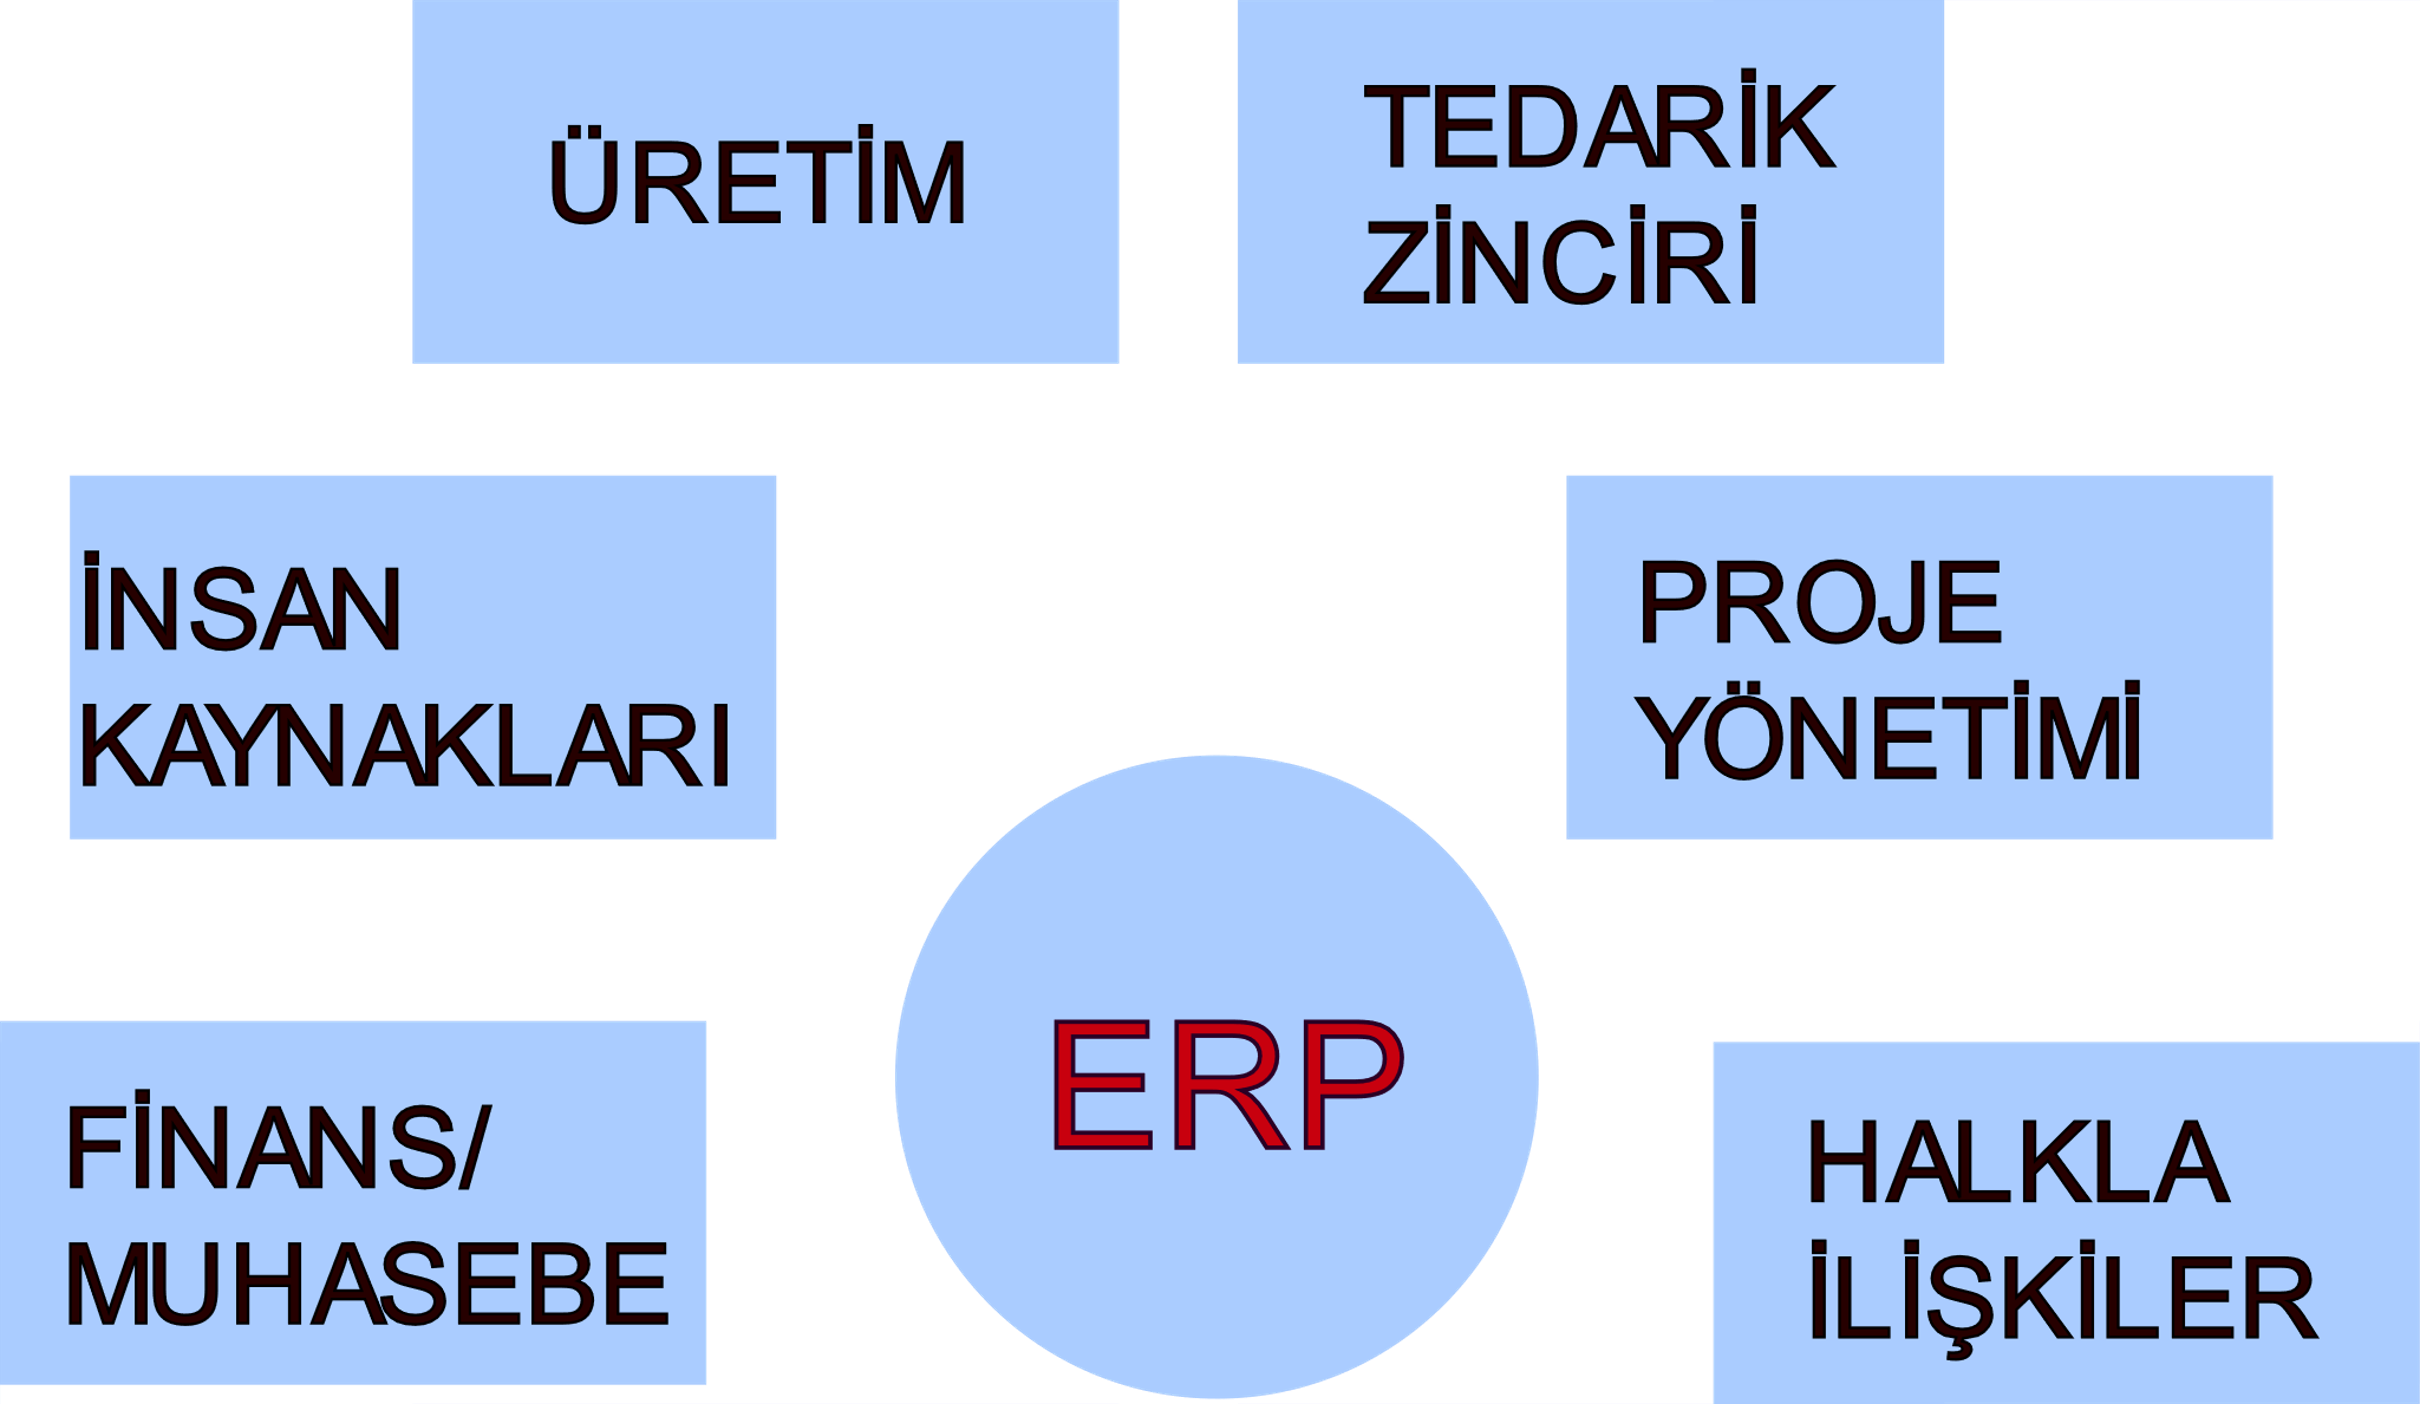 ÜRETİM
TEDARİK
ZİNCİRİ
İNSAN
KAYNAKLARI
PROJE
YÖNETİMİ
FİNANS/
MUHASEBE
ERP
HALKLA
İLİŞKİLER